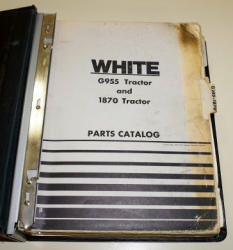 WHITE
G955 Tractor
and
1870 Tractor
PARTS CATALOG